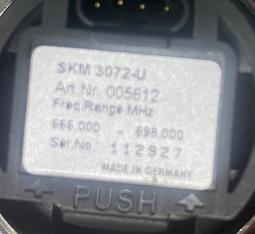 SKM 3072-U
Art.Nr. 005612
Freq.Range MHz
666.000 - 698.000
Ser.No. 112927
MADE IN GERMANY
PUSH